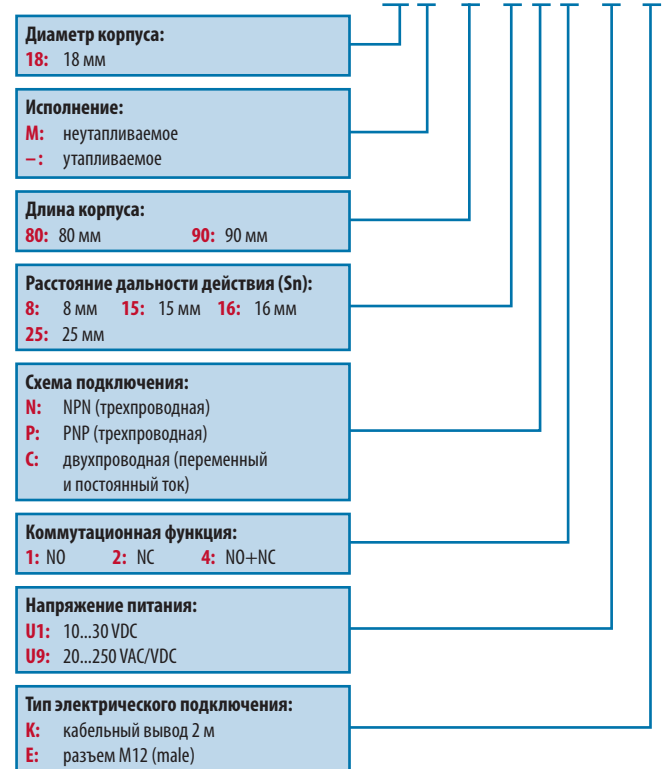 Диаметр корпуса:
18: 18 мм
Исполнение:
М: неутапливаемое
–: утапливаемое
Длина корпуса:
80: 80 мм 90: 90 мм
Расстояние дальности действия (Sn):
8: 8 мм 15: 15 мм 16: 16 мм
25: 25 мм
Схема подключения:
N: NPN (трехпроводная)
P: PNP (трехпроводная)
C: двухпроводная (переменный
и постоянный ток)
Коммутационная функция:
1: NO 2: NC 4: NO+NC
Напряжение питания:
U1: 10...30 VDC
U9: 20...250 VAC/VDC
Тип электрического подключения:
K: кабельный вывод 2 м
E: разъем M12 (male)